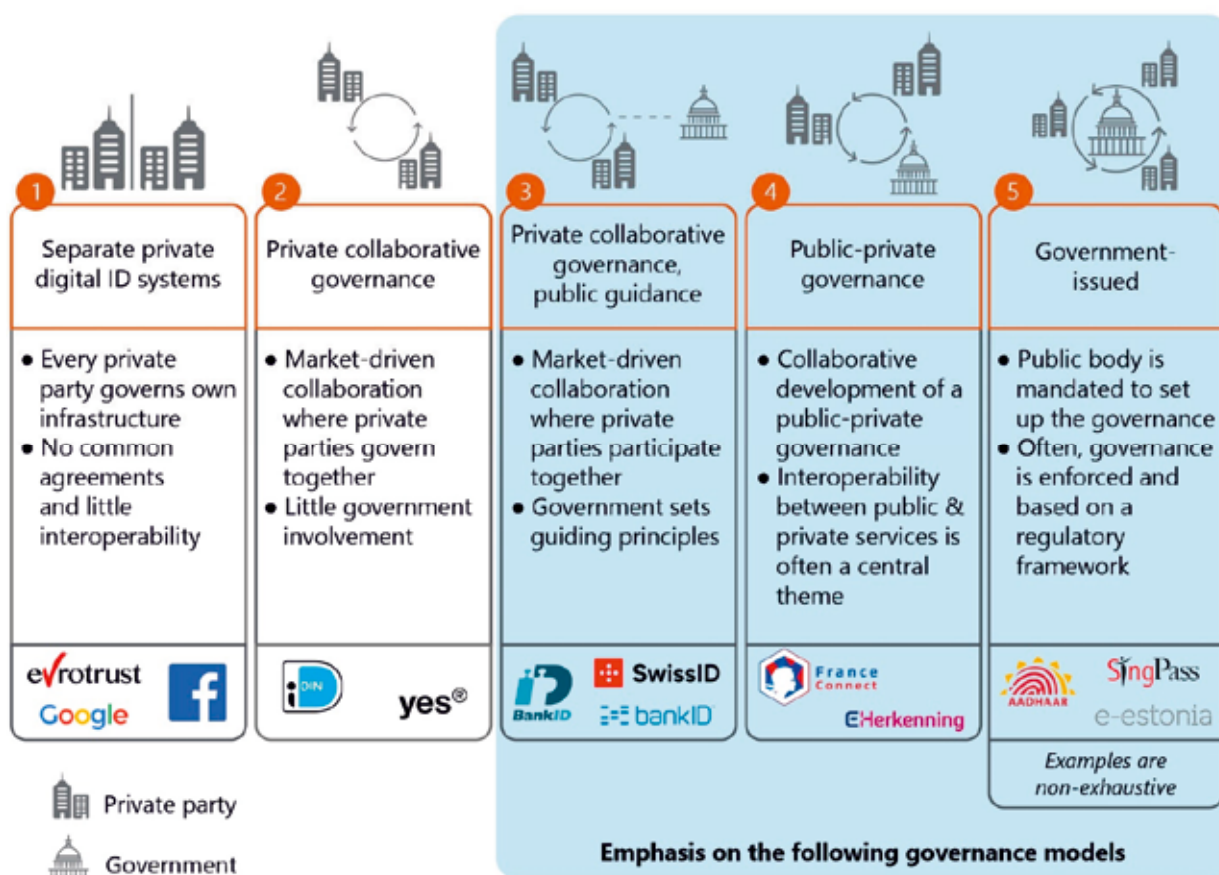 1
Separate private
digital ID systems
● Every private
party governs own
infrastructure
● No common
agreements
and little
interoperability
evrotrust
Google
f
2
Private collaborative
governance
● Market-driven
collaboration
where private
parties govern
together
● Little government
involvement
iDIN
yes®
3
Private collaborative
governance,
public guidance
● Market-driven
collaboration
where private
parties participate
together
● Government sets
guiding principles
BankID
SwissID
bankID
4
Public-private
governance
● Collaborative
development of a
public-private
governance
● Interoperability
between public &
private services is
often a central
theme
France
Connect
eHerkenning
5
Government-
issued
● Public body is
mandated to set
up the governance
● Often, governance
is enforced and
based on a
regulatory
framework
AADHAAR
SingPass
e-estonia
Examples are
non-exhaustive
Private party
Government
Emphasis on the following governance models